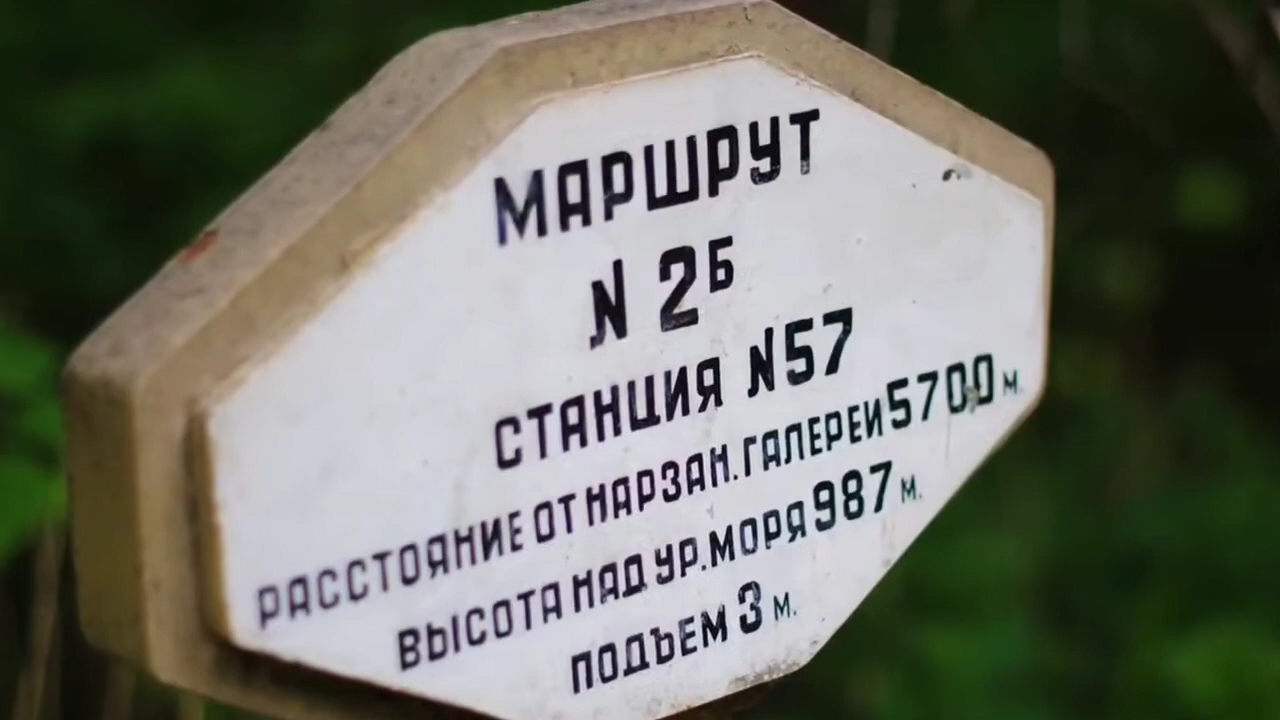 МАРШРУТ
N 2Б
СТАНЦИЯ N57
РАССТОЯНИЕ ОТ НАРЗАН. ГАЛЕРЕИ 5700 М.
ВЫСОТА НАД УР. МОРЯ 987 М.
ПОДЪЕМ 3 М.